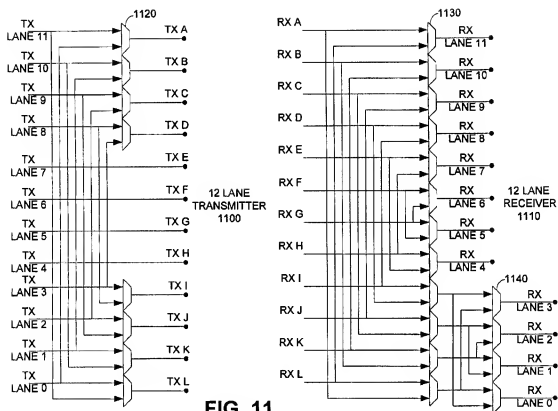 TX
LANE 11
TX
LANE 10
TX
LANE 9
TX
LANE 8
TX
LANE 7
TX
LANE 6
TX
LANE 5
TX
LANE 4
TX
LANE 3
TX
LANE 2
TX
LANE 1
TX
LANE 0
1120
TX A
TX B
TX C
TX D
TX E
TX F
TX G
TX H
TX I
TX J
TX K
TX L
12 LANE
TRANSMITTER
1100
RX A
RX B
RX C
RX D
RX E
RX F
RX G
RX H
RX I
RX J
RX K
RX L
1130
RX
LANE 11
RX
LANE 10
RX
LANE 9
RX
LANE 8
RX
LANE 7
RX
LANE 6
RX
LANE 5
RX
LANE 4
12 LANE
RECEIVER
1110
1140
RX
LANE 3
RX
LANE 2
RX
LANE 1
RX
LANE 0
FIG. 11